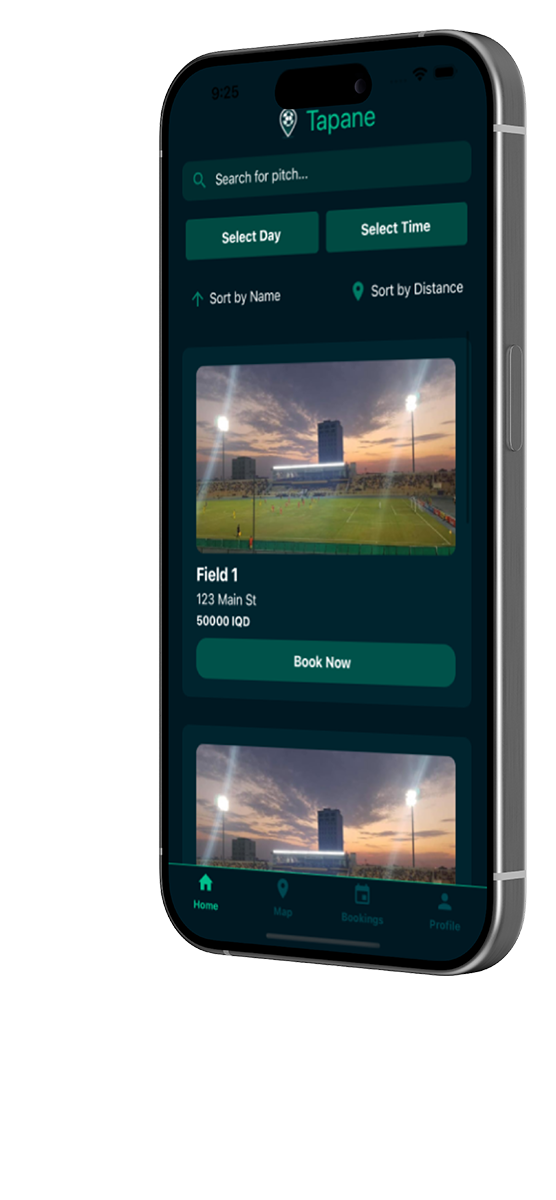 9:25
Tapane
Search for pitch...
Select Day
Select Time
Sort by Name
Sort by Distance
Field 1
123 Main St
50000 IQD
Book Now
Home
Map
Bookings
Profile